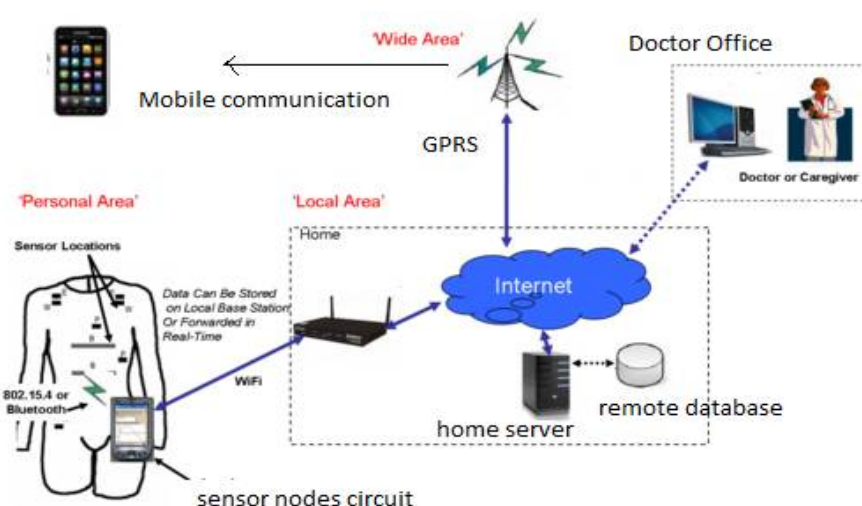 'Wide Area'
Doctor Office
Mobile communication
GPRS
Doctor or Caregiver
'Personal Area'
'Local Area'
Home
Sensor Locations
Data Can Be Stored
on Local Base Station
Or Forwarded in
Real-Time
Internet
WiFi
802.15.4 or
Bluetooth
remote database
home server
sensor nodes circuit